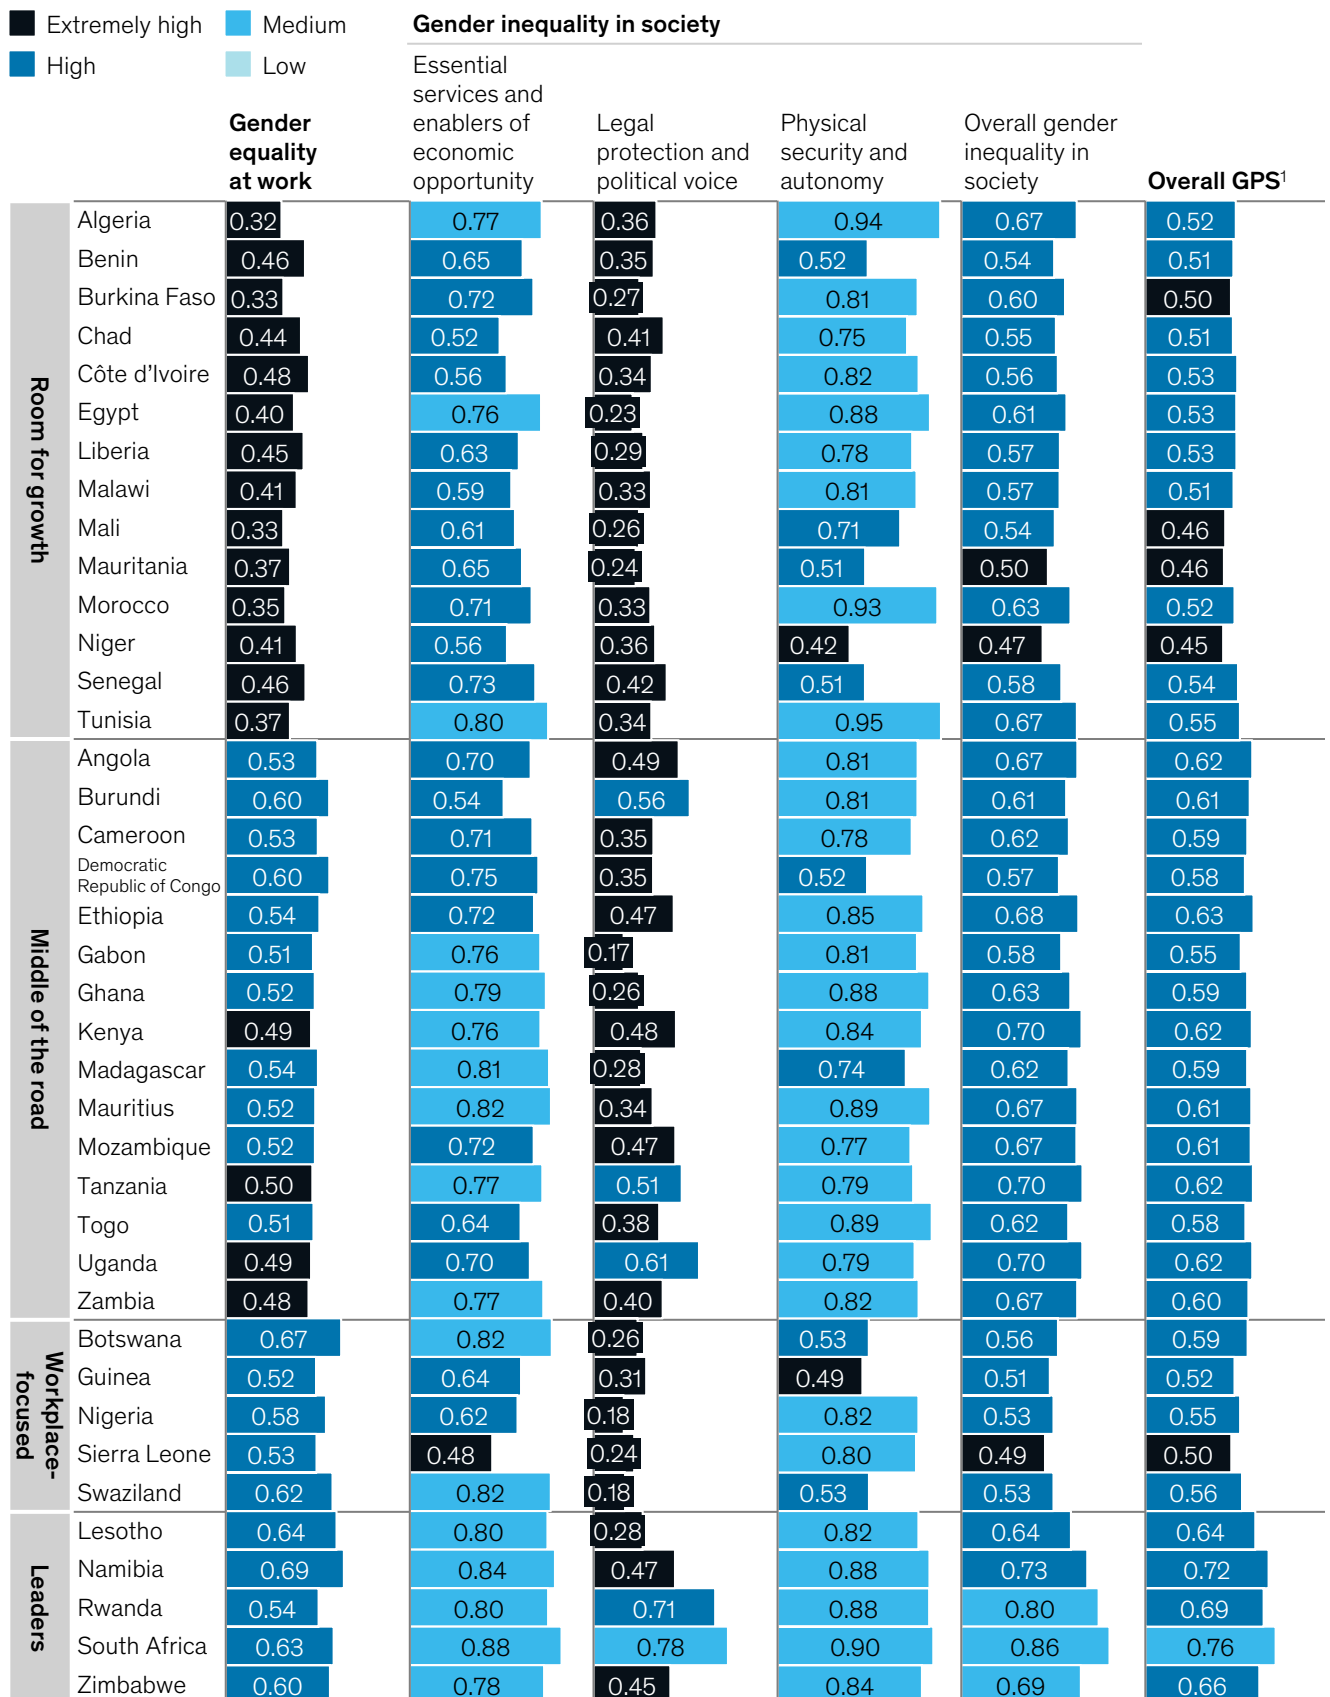 Extremely high Medium
High Low
Gender inequality in society
Gender
equality
at work
Essential
services and
enablers of
economic
opportunity
Legal
protection and
political voice
Physical
security and
autonomy
Overall gender
inequality in
society
Overall GPS1
Room for growth
Algeria 0.32 0.77 0.36 0.94 0.67 0.52
Benin 0.46 0.65 0.35 0.52 0.54 0.51
Burkina Faso 0.33 0.72 0.27 0.81 0.60 0.50
Chad 0.44 0.52 0.41 0.75 0.55 0.51
Côte d'Ivoire 0.48 0.56 0.34 0.82 0.56 0.53
Egypt 0.40 0.76 0.23 0.88 0.61 0.53
Liberia 0.45 0.63 0.29 0.78 0.57 0.53
Malawi 0.41 0.59 0.33 0.81 0.57 0.51
Mali 0.33 0.61 0.26 0.71 0.54 0.46
Mauritania 0.37 0.65 0.24 0.51 0.50 0.46
Morocco 0.35 0.71 0.33 0.93 0.63 0.52
Niger 0.41 0.56 0.36 0.42 0.47 0.45
Senegal 0.46 0.73 0.42 0.51 0.58 0.54
Tunisia 0.37 0.80 0.34 0.95 0.67 0.55
Middle of the road
Angola 0.53 0.70 0.49 0.81 0.67 0.62
Burundi 0.60 0.54 0.56 0.81 0.61 0.61
Cameroon 0.53 0.71 0.35 0.78 0.62 0.59
Democratic
Republic of Congo 0.60 0.75 0.35 0.52 0.57 0.58
Ethiopia 0.54 0.72 0.47 0.85 0.68 0.63
Gabon 0.51 0.76 0.17 0.81 0.58 0.55
Ghana 0.52 0.79 0.26 0.88 0.63 0.59
Kenya 0.49 0.76 0.48 0.84 0.70 0.62
Madagascar 0.54 0.81 0.28 0.74 0.62 0.59
Mauritius 0.52 0.82 0.34 0.89 0.67 0.61
Mozambique 0.52 0.72 0.47 0.77 0.67 0.61
Tanzania 0.50 0.77 0.51 0.79 0.70 0.62
Togo 0.51 0.64 0.38 0.89 0.62 0.58
Uganda 0.49 0.70 0.61 0.79 0.70 0.62
Zambia 0.48 0.77 0.40 0.82 0.67 0.60
Workplace-
focused
Botswana 0.67 0.82 0.26 0.53 0.56 0.59
Guinea 0.52 0.64 0.31 0.49 0.51 0.52
Nigeria 0.58 0.62 0.18 0.82 0.53 0.55
Sierra Leone 0.53 0.48 0.24 0.80 0.49 0.50
Swaziland 0.62 0.82 0.18 0.53 0.53 0.56
Leaders
Lesotho 0.64 0.80 0.28 0.82 0.64 0.64
Namibia 0.69 0.84 0.47 0.88 0.73 0.72
Rwanda 0.54 0.80 0.71 0.88 0.80 0.69
South Africa 0.63 0.88 0.78 0.90 0.86 0.76
Zimbabwe 0.60 0.78 0.45 0.84 0.69 0.66